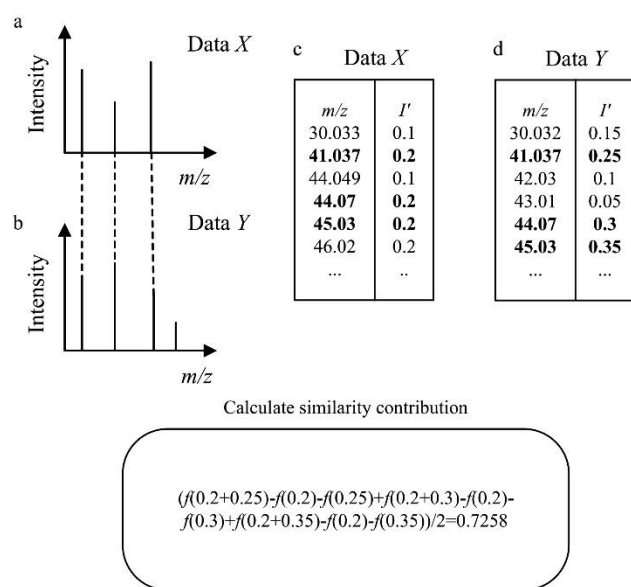 a
Data X
Intensity
m/z
b
Data Y
Intensity
m/z
c
Data X
m/z I'
30.033 0.1
41.037 0.2
44.049 0.1
44.07 0.2
45.03 0.2
46.02 0.2
... ..
d
Data Y
m/z I'
30.032 0.15
41.037 0.25
42.03 0.1
43.01 0.05
44.07 0.3
45.03 0.35
... ...
Calculate similarity contribution
(f(0.2+0.25)-f(0.2)-f(0.25)+f(0.2+0.3)-f(0.2)-
f(0.3)+f(0.2+0.35)-f(0.2)-f(0.35))/2=0.7258